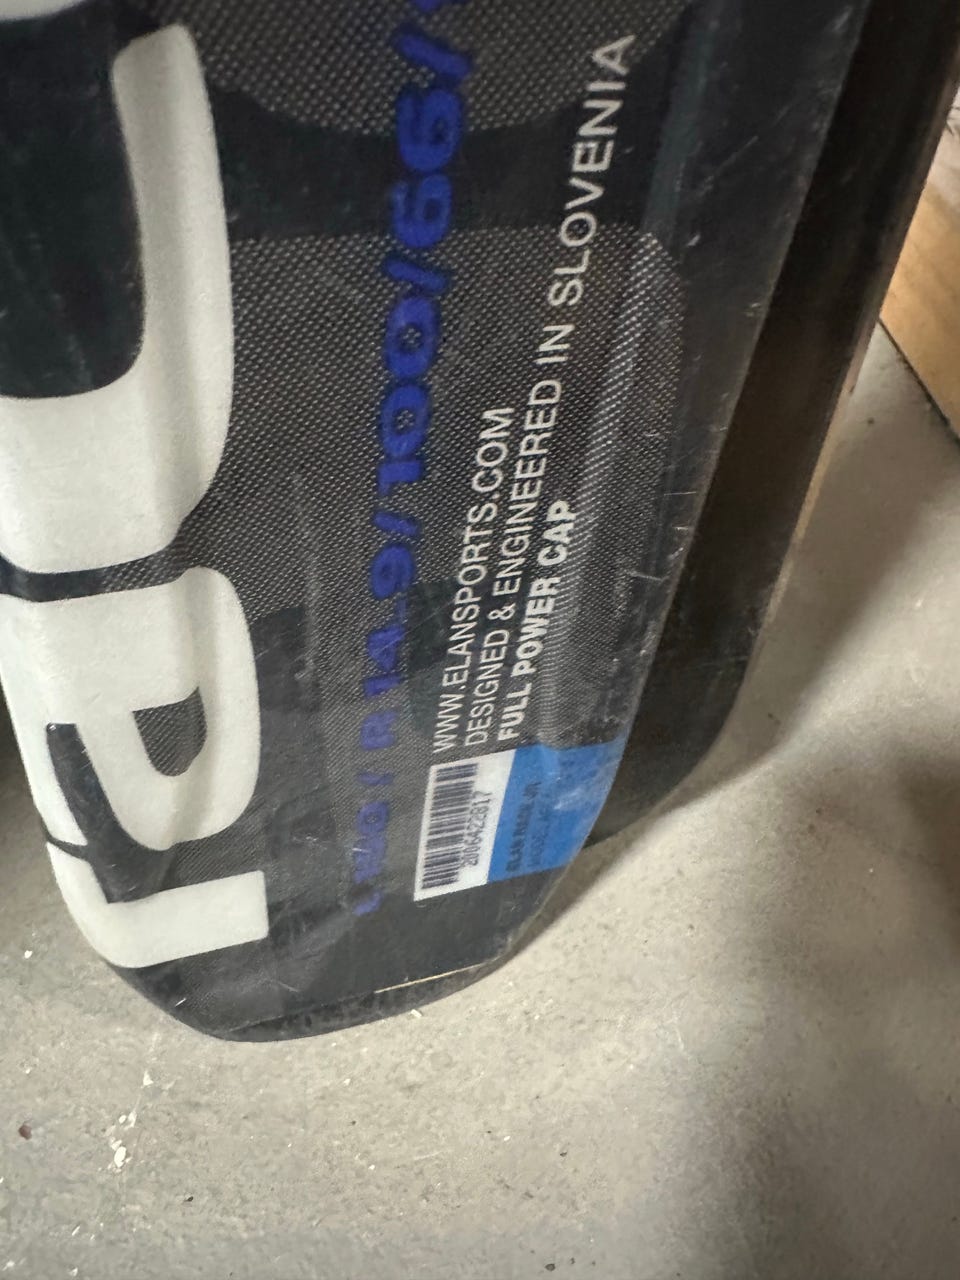 R 14.9/100/66/
WWW.ELANSPORTS.COM
DESIGNED & ENGINEERED IN SLOVENIA
FULL POWER CAP